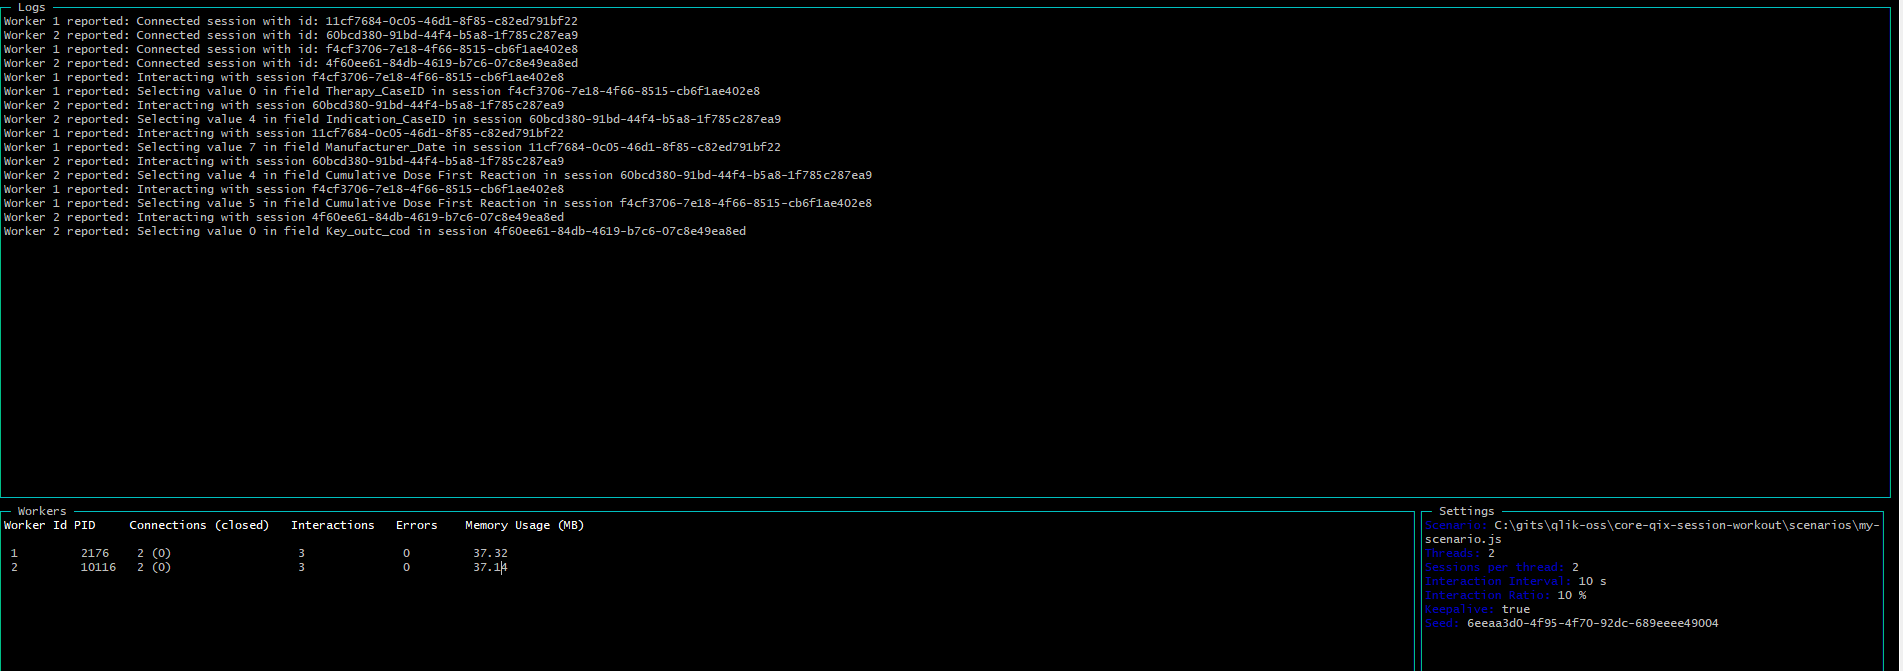 Logs
Worker 1 reported: Connected session with id: 11cf7684-0c05-46d1-8f85-c82ed791bf22
Worker 2 reported: Connected session with id: 60bcd380-91bd-44f4-b5a8-1f785c287ea9
Worker 1 reported: Connected session with id: f4cf3706-7e18-4f66-8515-cb6f1ae402e8
Worker 2 reported: Connected session with id: 4f60ee61-84db-4619-b7c6-07c8e49ea8ed
Worker 1 reported: Interacting with session f4cf3706-7e18-4f66-8515-cb6f1ae402e8
Worker 1 reported: Selecting value 0 in field Therapy_CaseID in session f4cf3706-7e18-4f66-8515-cb6f1ae402e8
Worker 2 reported: Interacting with session 60bcd380-91bd-44f4-b5a8-1f785c287ea9
Worker 2 reported: Selecting value 4 in field Indication_CaseID in session 60bcd380-91bd-44f4-b5a8-1f785c287ea9
Worker 1 reported: Interacting with session 11cf7684-0c05-46d1-8f85-c82ed791bf22
Worker 1 reported: Selecting value 7 in field Manufacturer_Date in session 11cf7684-0c05-46d1-8f85-c82ed791bf22
Worker 2 reported: Interacting with session 60bcd380-91bd-44f4-b5a8-1f785c287ea9
Worker 2 reported: Selecting value 4 in field Cumulative Dose First Reaction in session 60bcd380-91bd-44f4-b5a8-1f785c287ea9
Worker 1 reported: Interacting with session f4cf3706-7e18-4f66-8515-cb6f1ae402e8
Worker 1 reported: Selecting value 5 in field Cumulative Dose First Reaction in session f4cf3706-7e18-4f66-8515-cb6f1ae402e8
Worker 2 reported: Interacting with session 4f60ee61-84db-4619-b7c6-07c8e49ea8ed
Worker 2 reported: Selecting value 0 in field Key_outc_cod in session 4f60ee61-84db-4619-b7c6-07c8e49ea8ed
Workers
Worker Id PID Connections (closed) Interactions Errors Memory Usage (MB)
1 2176 2 (0) 3 0 37.32
2 10116 2 (0) 3 0 37.14
Settings
Scenario: C:\gits\qlik-oss\core-qix-session-workout\scenarios\my-
scenario.js
Threads: 2
Sessions per thread: 2
Interaction Interval: 10 s
Interaction Ratio: 10 %
Keepalive: true
Seed: 6eeaa3d0-4f95-4f70-92dc-689eeee49004